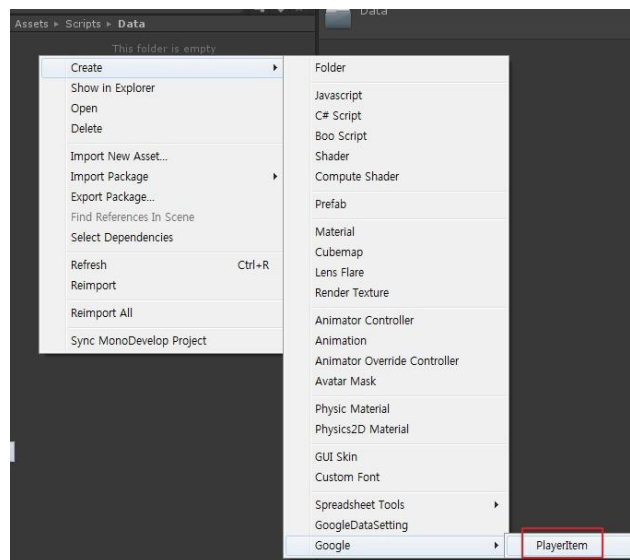 Data
Assets ▸ Scripts ▸ Data
This folder is empty
Create
Show in Explorer
Open
Delete
Import New Asset...
Import Package
Export Package...
Find References In Scene
Select Dependencies
Refresh Ctrl+R
Reimport
Reimport All
Sync MonoDevelop Project
Folder
Javascript
C# Script
Boo Script
Shader
Compute Shader
Prefab
Material
Cubemap
Lens Flare
Render Texture
Animator Controller
Animation
Animator Override Controller
Avatar Mask
Physic Material
Physics2D Material
GUI Skin
Custom Font
Spreadsheet Tools
GoogleDataSetting
Google
PlayerItem